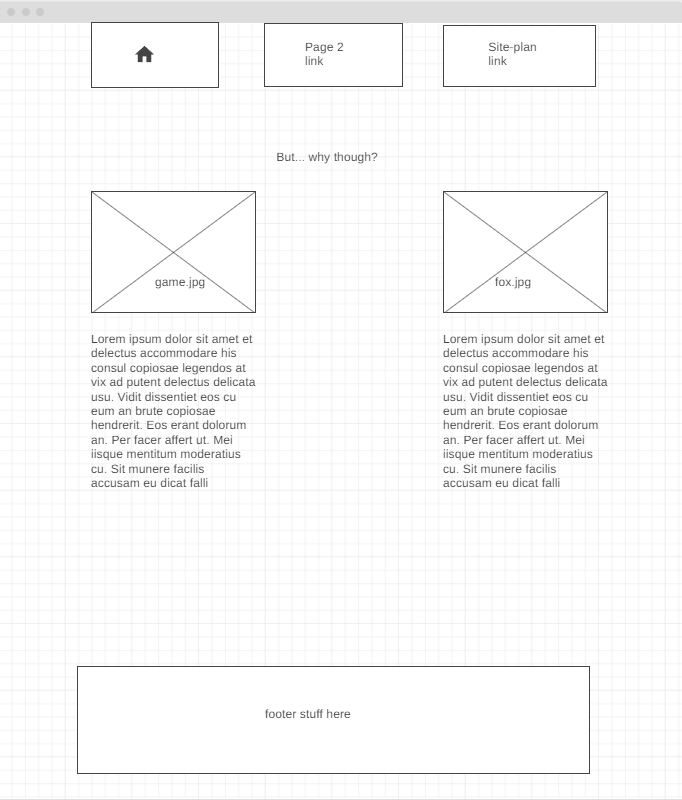 Page 2
link
Site-plan
link
But... why though?
game.jpg
fox.jpg
Lorem ipsum dolor sit amet et
delectus accommodare his
consul copiosae legendos at
vix ad putent delectus delicata
usu. Vidit dissentiet eos cu
eum an brute copiosae
hendrerit. Eos erant dolorum
an. Per facer affert ut. Mei
iisque mentitum moderatius
cu. Sit munere facilis
accusam eu dicat falli
Lorem ipsum dolor sit amet et
delectus accommodare his
consul copiosae legendos at
vix ad putent delectus delicata
usu. Vidit dissentiet eos cu
eum an brute copiosae
hendrerit. Eos erant dolorum
an. Per facer affert ut. Mei
iisque mentitum moderatius
cu. Sit munere facilis
accusam eu dicat falli
footer stuff here